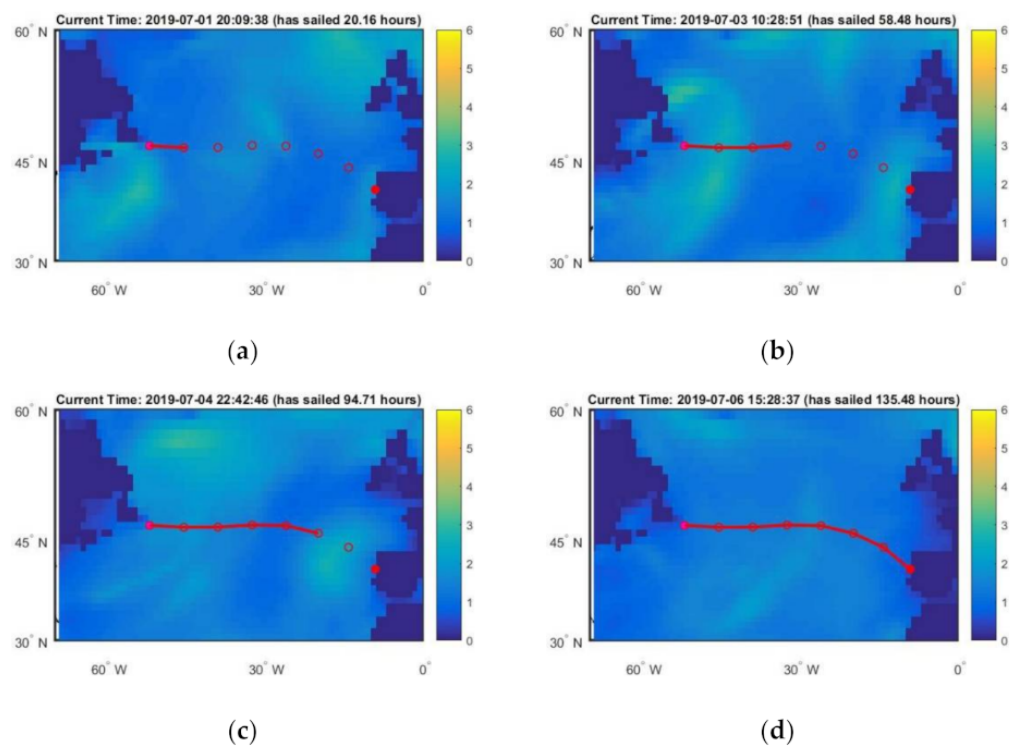 Current Time: 2019-07-01 20:09:38 (has sailed 20.16 hours)
60° N
45° N
30° N
60° W
30° W
0°
6
5
4
3
2
1
0
(a)
Current Time: 2019-07-03 10:28:51 (has sailed 58.48 hours)
60° N
45° N
30° N
60° W
30° W
0°
6
5
4
3
2
1
0
(b)
Current Time: 2019-07-04 22:42:46 (has sailed 94.71 hours)
60° N
45° N
30° N
60° W
30° W
0°
6
5
4
3
2
1
0
(c)
Current Time: 2019-07-06 15:28:37 (has sailed 135.48 hours)
60° N
45° N
30° N
60° W
30° W
0°
6
5
4
3
2
1
0
(d)